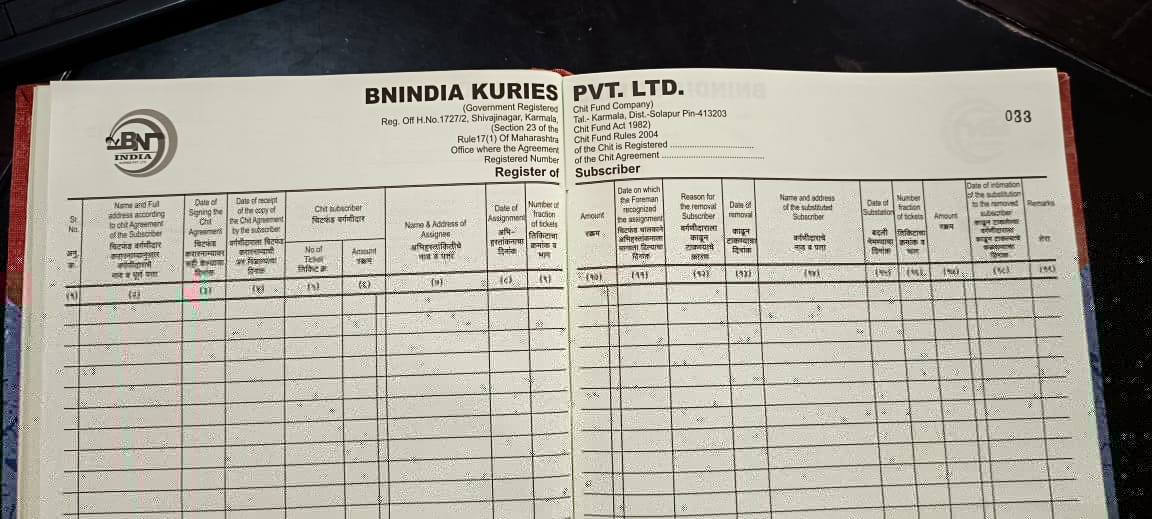 BNINDIA KURIES PVT. LTD.
(Government Registered Chit Fund Company)
Reg. Off H.No.1727/2, Shivajinagar, Karmala, Tal.- Karmala, Dist.-Solapur Pin-413203
(Section 23 of the Chit Fund Act 1982)
Rule17(1) Of Maharashtra Chit Fund Rules 2004
Office where the Agreement of the Chit is Registered ..............................
Registered Number of the Chit Agreement ....................................
Register of Subscriber
033
BNI
INDIA
Sr.
No.
अनु.
क्र.
Name and Full
address according
to chit Agreement
of the Subscriber
चिटफंड वर्गणीदार
करारनाम्यानुसार
वर्गणीदाराचे
नाव व पूर्ण पत्ता
Date of
Signing the
Chit
Agreement
चिटफंड
करारनाम्यावर
सही केल्याचा
दिनांक
Date of receipt
of the copy of
the Chit Agreement
by the subscriber
वर्गणीदाराला चिटफंड
करारनाम्याची
दिनांक
Chit subscriber
चिटफंड वर्गणीदार
No.of
Ticket
तिकिट क्र.
Amount
रक्कम
Name & Address of
Assignee
अभिहस्तांकितीचे
नाव व पत्ता
Date of
Assignment
अभि-
हस्तांकनाचा
दिनांक
Number of
fraction
of tickets
तिकिटाचा
क्रमांक व
भाग
Amount
रक्कम
Date on which
the Foreman
recognized
the assignment
चिटफंड चालकाने
अभिहस्तांकनाला
मान्यता दिल्याचा
दिनांक
Reason for
the removal
Subscriber
वर्गणीदाराला
काढून
टाकण्याचे
कारण
Date of
removal
काढून
टाकण्याचा
दिनांक
Name and address
of the substituted
Subscriber
वर्गणीदाराचे
नाव व पत्ता
Date of
Substation
बदली
नेमण्याचा
दिनांक
Number
fraction
of tickets
तिकिटाचा
क्रमांक व
भाग
Amount
रक्कम
Date of intimation
of the substitution
to the removed
subscriber
काढून टाकलेल्या
वर्गणीदाराला
दिनांक
Remarks
शेरा
(१) (२) (३) (४) (५) (६) (७) (८) (९) (१०) (११) (१२) (१३) (१४) (१५) (१६) (१७) (१८) (१९)